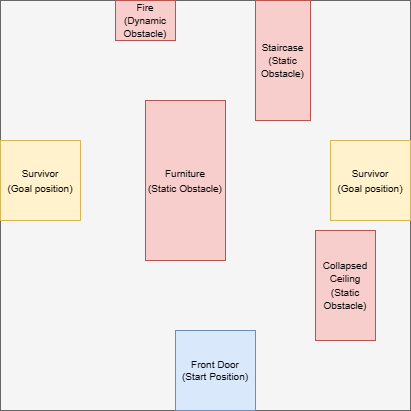 Fire
(Dynamic
Obstacle)
Staircase
(Static
Obstacle)
Survivor
(Goal position)
Furniture
(Static Obstacle)
Survivor
(Goal position)
Collapsed
Ceiling
(Static
Obstacle)
Front Door
(Start Position)